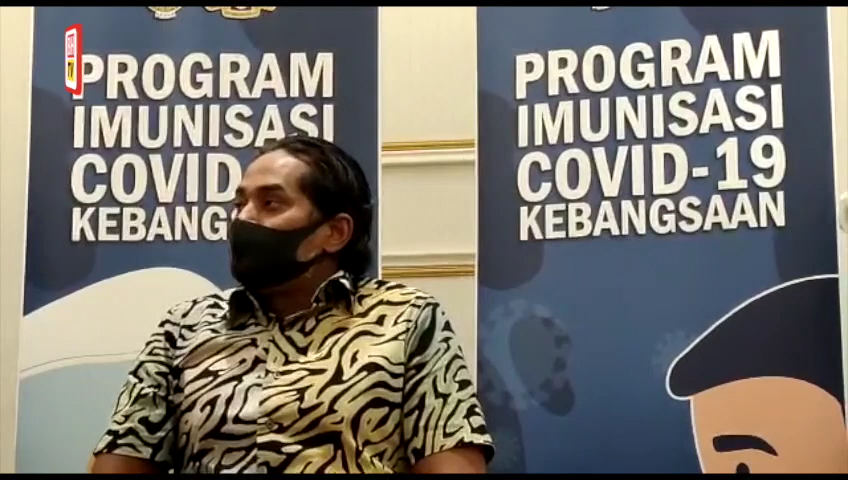 PROGRAM
IMUNISASI
COVID
KEBANGS
PROGRAM
IMUNISASI
COVID-19
KEBANGSAAN